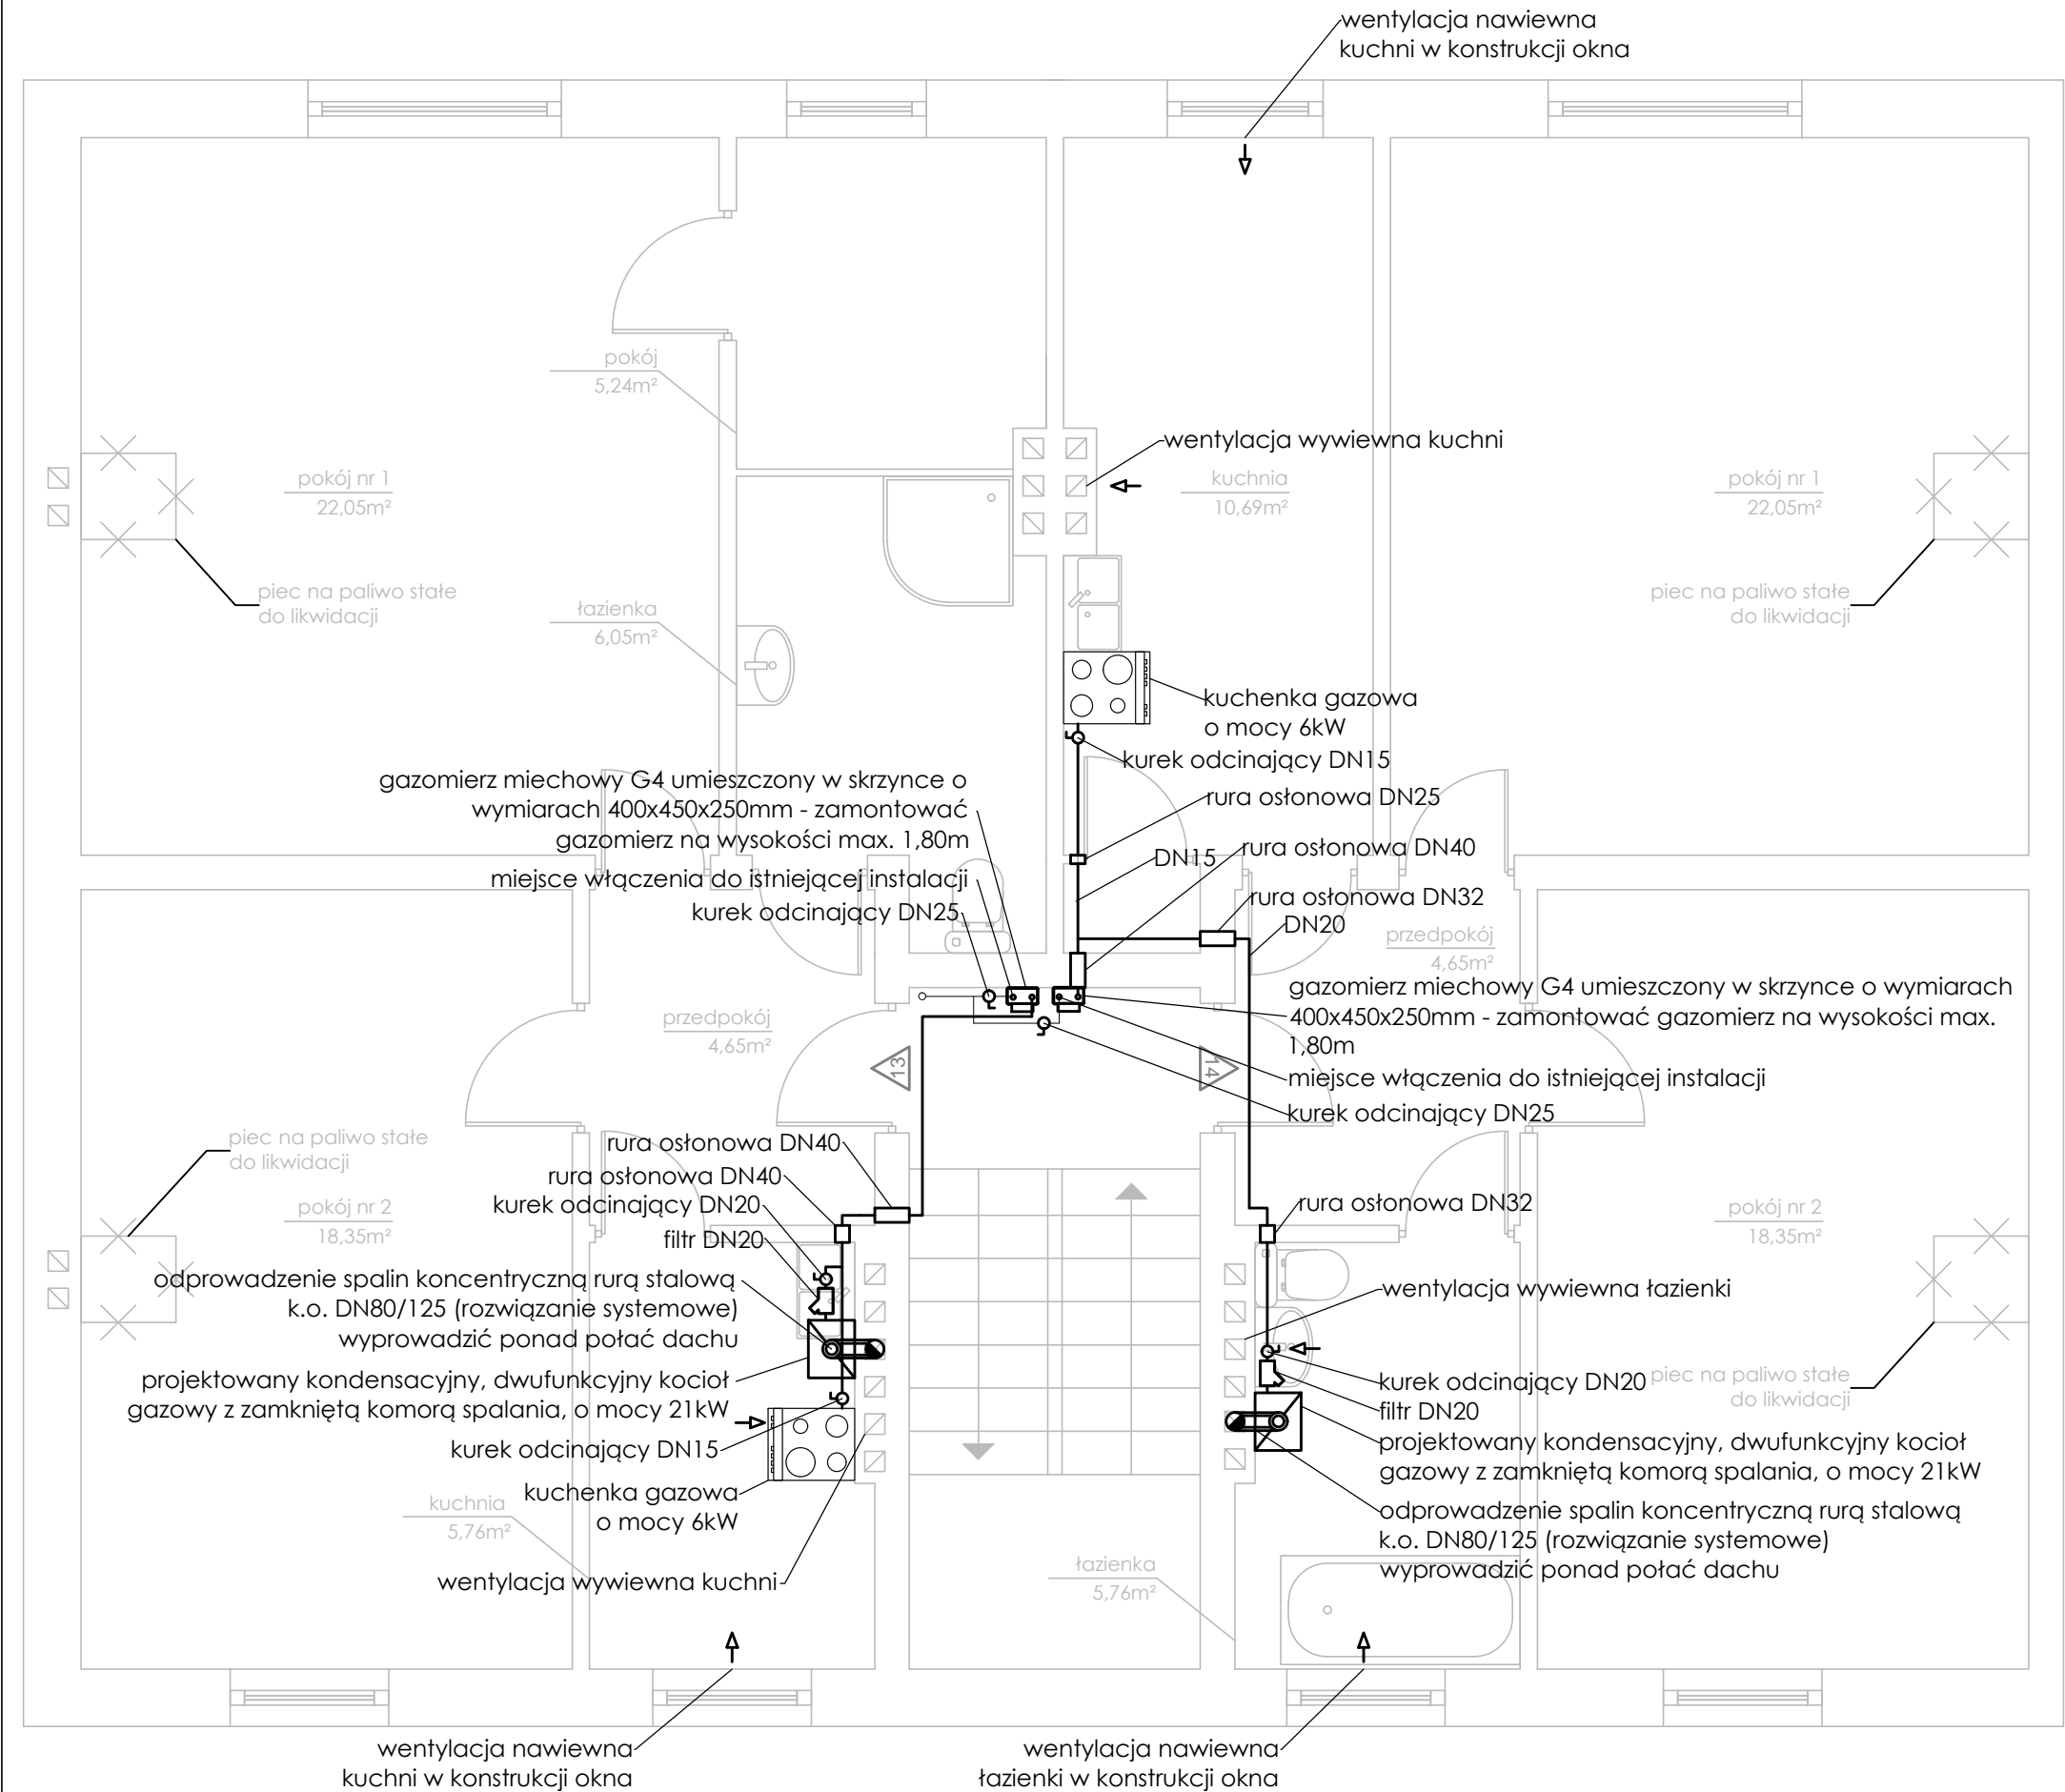 wentylacja nawiewna
kuchni w konstrukcji okna
pokój
5,24m²
wentylacja wywiewna kuchni
pokój nr 1
22,05m²
kuchnia
10,69m²
pokój nr 1
22,05m²
piec na paliwo stałe
do likwidacji
łazienka
6,05m²
piec na paliwo stałe
do likwidacji
kuchenka gazowa
o mocy 6kW
kurek odcinający DN15
gazomierz miechowy G4 umieszczony w skrzynce o
wymiarach 400x450x250mm - zamontować
gazomierz na wysokości max. 1,80m
rura osłonowa DN25
rura osłonowa DN40
DN15
miejsce włączenia do istniejącej instalacji
kurek odcinający DN25
rura osłonowa DN32
DN20
przedpokój
4,65m²
gazomierz miechowy G4 umieszczony w skrzynce o wymiarach
400x450x250mm - zamontować gazomierz na wysokości max.
1,80m
przedpokój
4,65m²
13
14
miejsce włączenia do istniejącej instalacji
kurek odcinający DN25
piec na paliwo stałe
do likwidacji
rura osłonowa DN40
rura osłonowa DN40
kurek odcinający DN20
filtr DN20
pokój nr 2
18,35m²
rura osłonowa DN32
pokój nr 2
18,35m²
odprowadzenie spalin koncentryczną rurą stalową
k.o. DN80/125 (rozwiązanie systemowe)
wyprowadzić ponad połać dachu
wentylacja wywiewna łazienki
projektowany kondensacyjny, dwufunkcyjny kocioł
gazowy z zamkniętą komorą spalania, o mocy 21kW
kurek odcinający DN20
filtr DN20
piec na paliwo stałe
do likwidacji
kurek odcinający DN15
projektowany kondensacyjny, dwufunkcyjny kocioł
gazowy z zamkniętą komorą spalania, o mocy 21kW
kuchenka gazowa
o mocy 6kW
kuchnia
5,76m²
odprowadzenie spalin koncentryczną rurą stalową
k.o. DN80/125 (rozwiązanie systemowe)
wyprowadzić ponad połać dachu
wentylacja wywiewna kuchni
łazienka
5,76m²
wentylacja nawiewna
kuchni w konstrukcji okna
wentylacja nawiewna
łazienki w konstrukcji okna